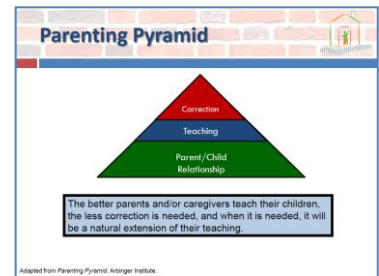 Parenting Pyramid
Correction
Teaching
Parent/Child
Relationship
The better parents and/or caregivers teach their children,
the less correction is needed, and when it is needed, it will
be a natural extension of their teaching.
Adapted from Parenting Pyramid, Arbinger Institute.